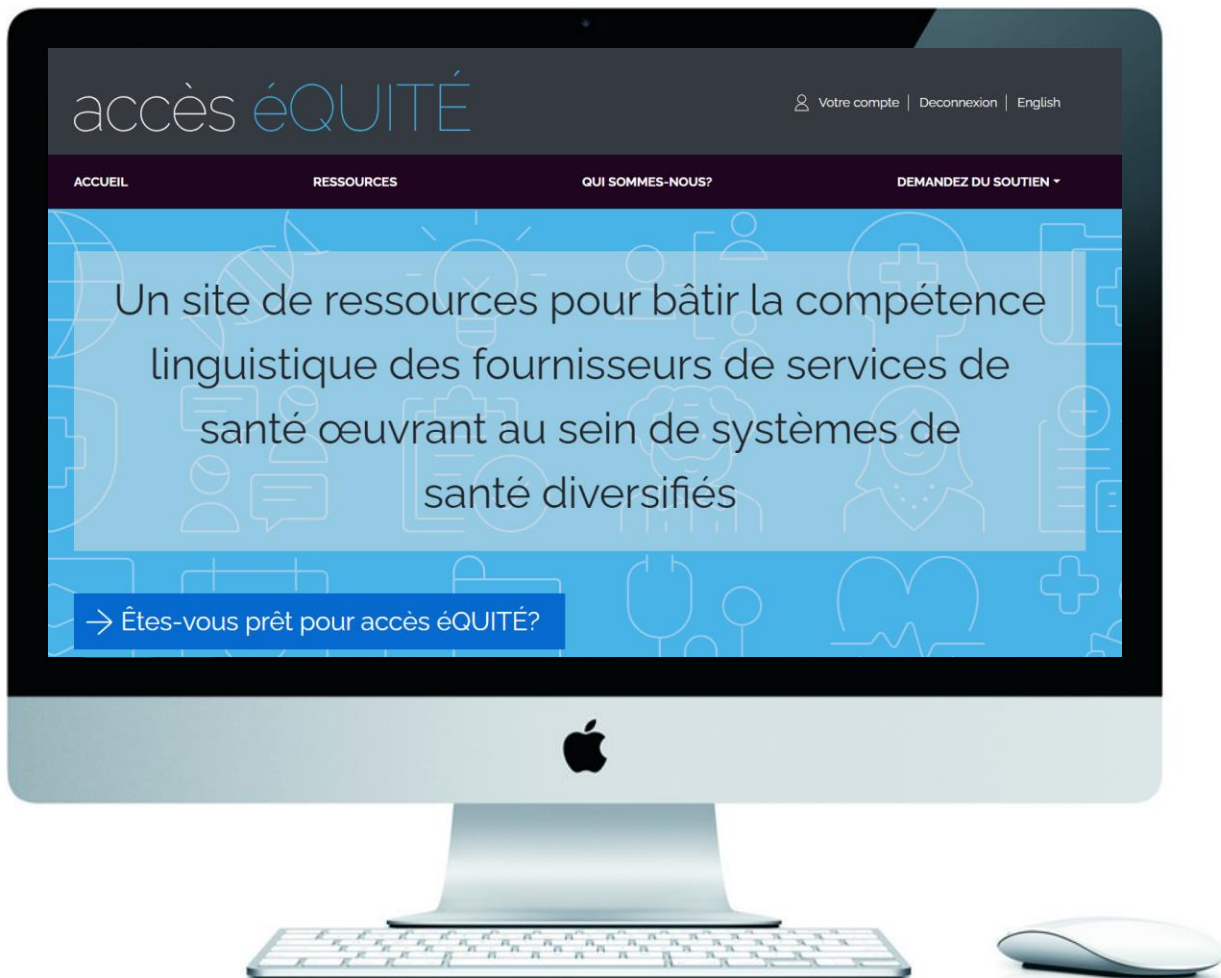 accès éQUITÉ
Votre compte | Deconnexion | English
ACCUEIL
RESSOURCES
QUI SOMMES-NOUS?
DEMANDEZ DU SOUTIEN
Un site de ressources pour bâtir la compétence
linguistique des fournisseurs de services de
santé œuvrant au sein de systèmes de
santé diversifiés
→ Êtes-vous prêt pour accès éQUITÉ?